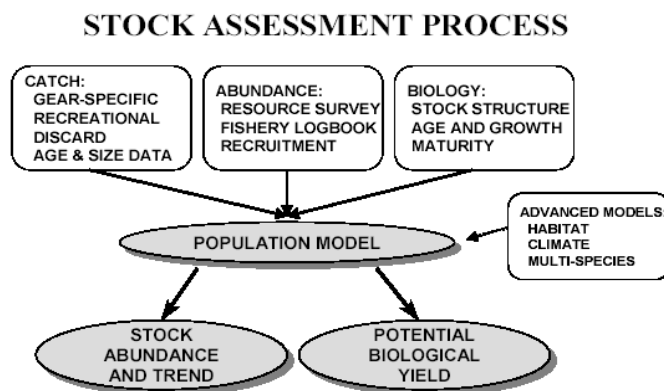 STOCK ASSESSMENT PROCESS
CATCH:
GEAR-SPECIFIC
RECREATIONAL
DISCARD
AGE & SIZE DATA
ABUNDANCE:
RESOURCE SURVEY
FISHERY LOGBOOK
RECRUITMENT
BIOLOGY:
STOCK STRUCTURE
AGE AND GROWTH
MATURITY
POPULATION MODEL
ADVANCED MODELS:
HABITAT
CLIMATE
MULTI-SPECIES
STOCK
ABUNDANCE
AND TREND
POTENTIAL
BIOLOGICAL
YIELD